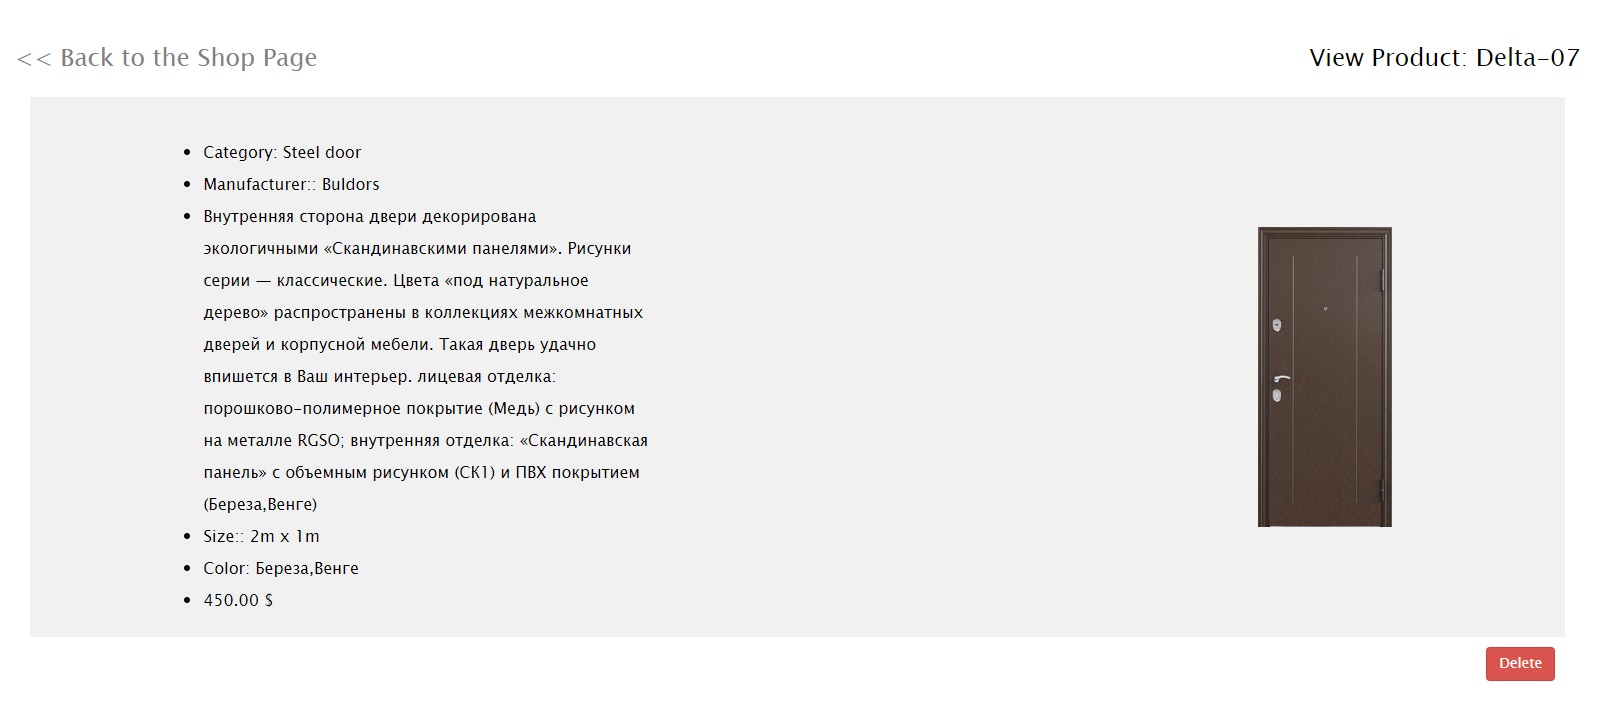 << Back to the Shop Page
View Product: Delta-07
Category: Steel door
Manufacturer:: Buldors
Внутренняя сторона двери декорирована
экологичными «Скандинавскими панелями». Рисунки
серии — классические. Цвета «под натуральное
дерево» распространены в коллекциях межкомнатных
дверей и корпусной мебели. Такая дверь удачно
впишется в Ваш интерьер. лицевая отделка:
порошково-полимерное покрытие (Медь) с рисунком
на металле RGSO; внутренняя отделка: «Скандинавская
панель» с объемным рисунком (СК1) и ПВХ покрытием
(Береза,Венге)
Size:: 2m x 1m
Color: Береза,Венге
450.00 $
Delete